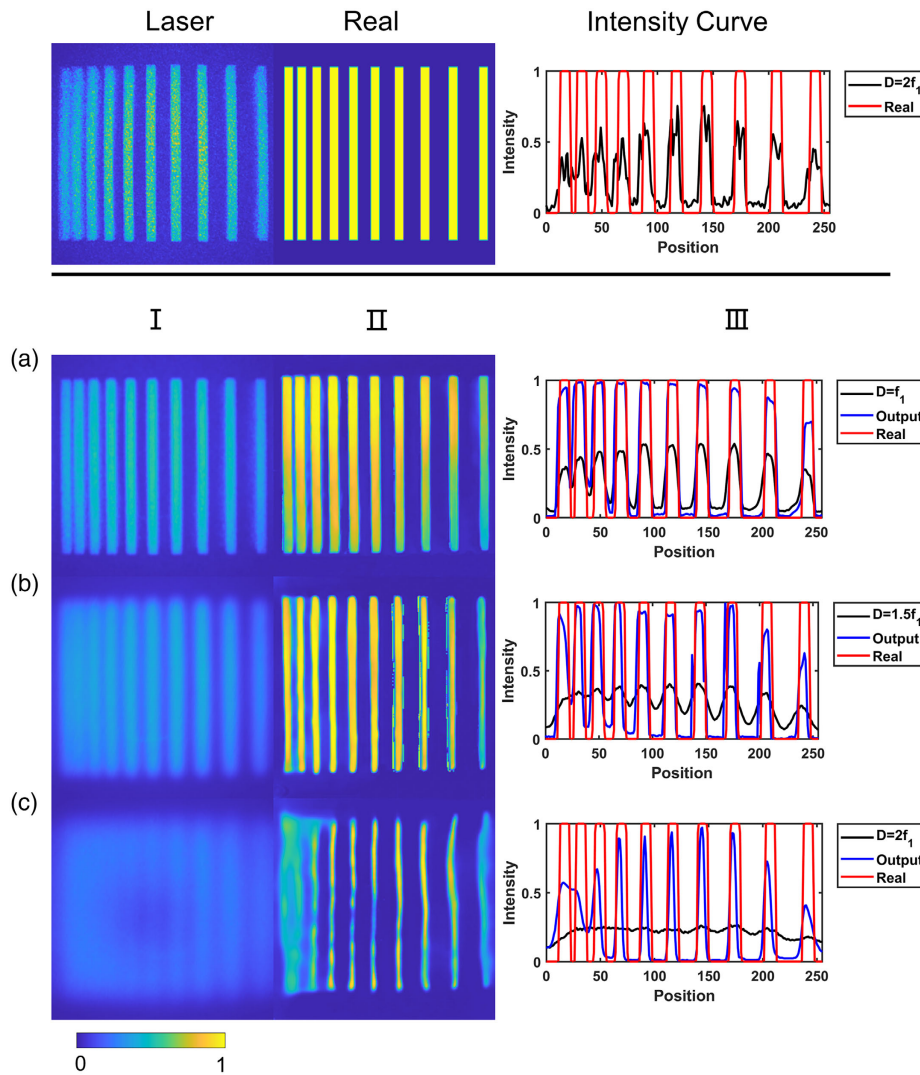 Laser Real Intensity Curve
1
0.5
0
Intensity
0 50 100 150 200 250
Position
D=2f1
Real
I II III
(a)
1
0.5
0
Intensity
0 50 100 150 200 250
Position
D=f1
Output
Real
(b)
1
0.5
0
Intensity
0 50 100 150 200 250
Position
D=1.5f1
Output
Real
(c)
1
0.5
0
Intensity
0 50 100 150 200 250
Position
D=2f1
Output
Real
0 1